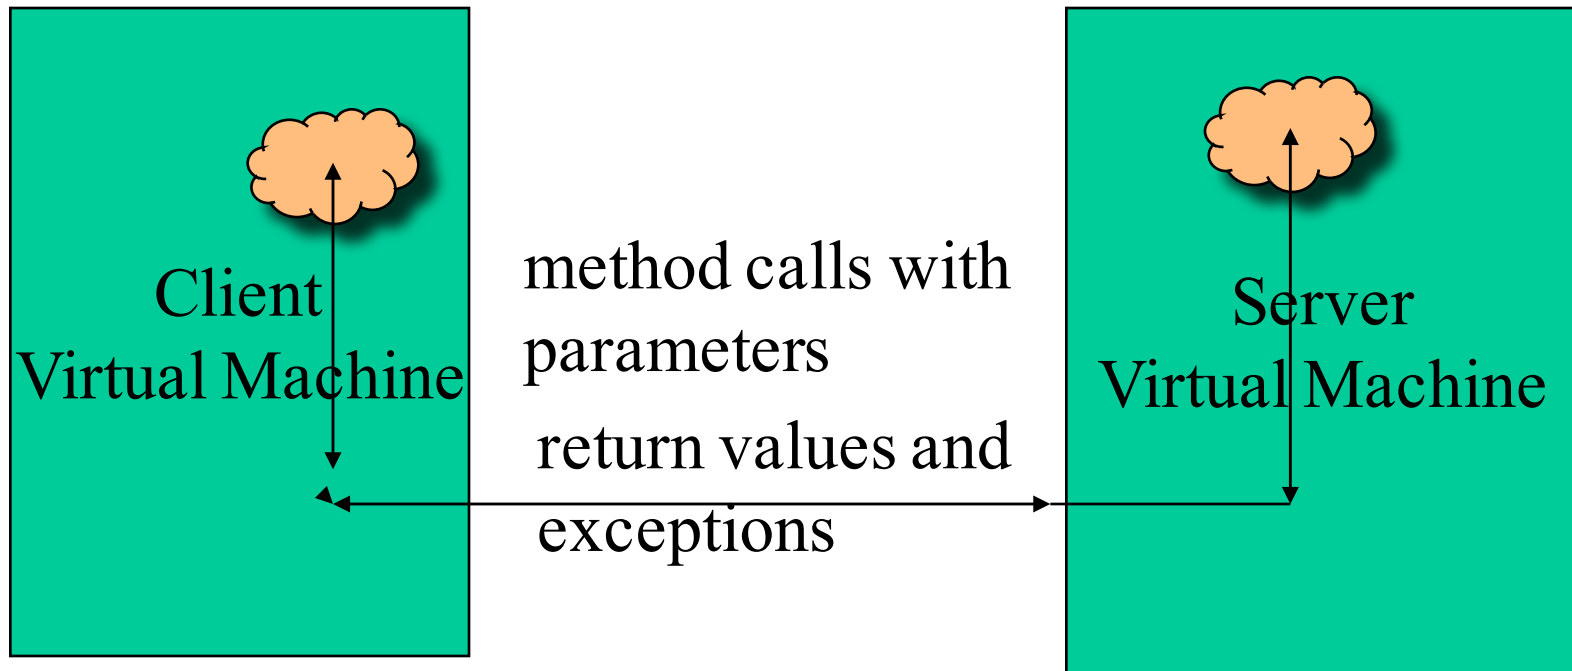 Client
Virtual Machine
method calls with
parameters
return values and
exceptions
Server
Virtual Machine